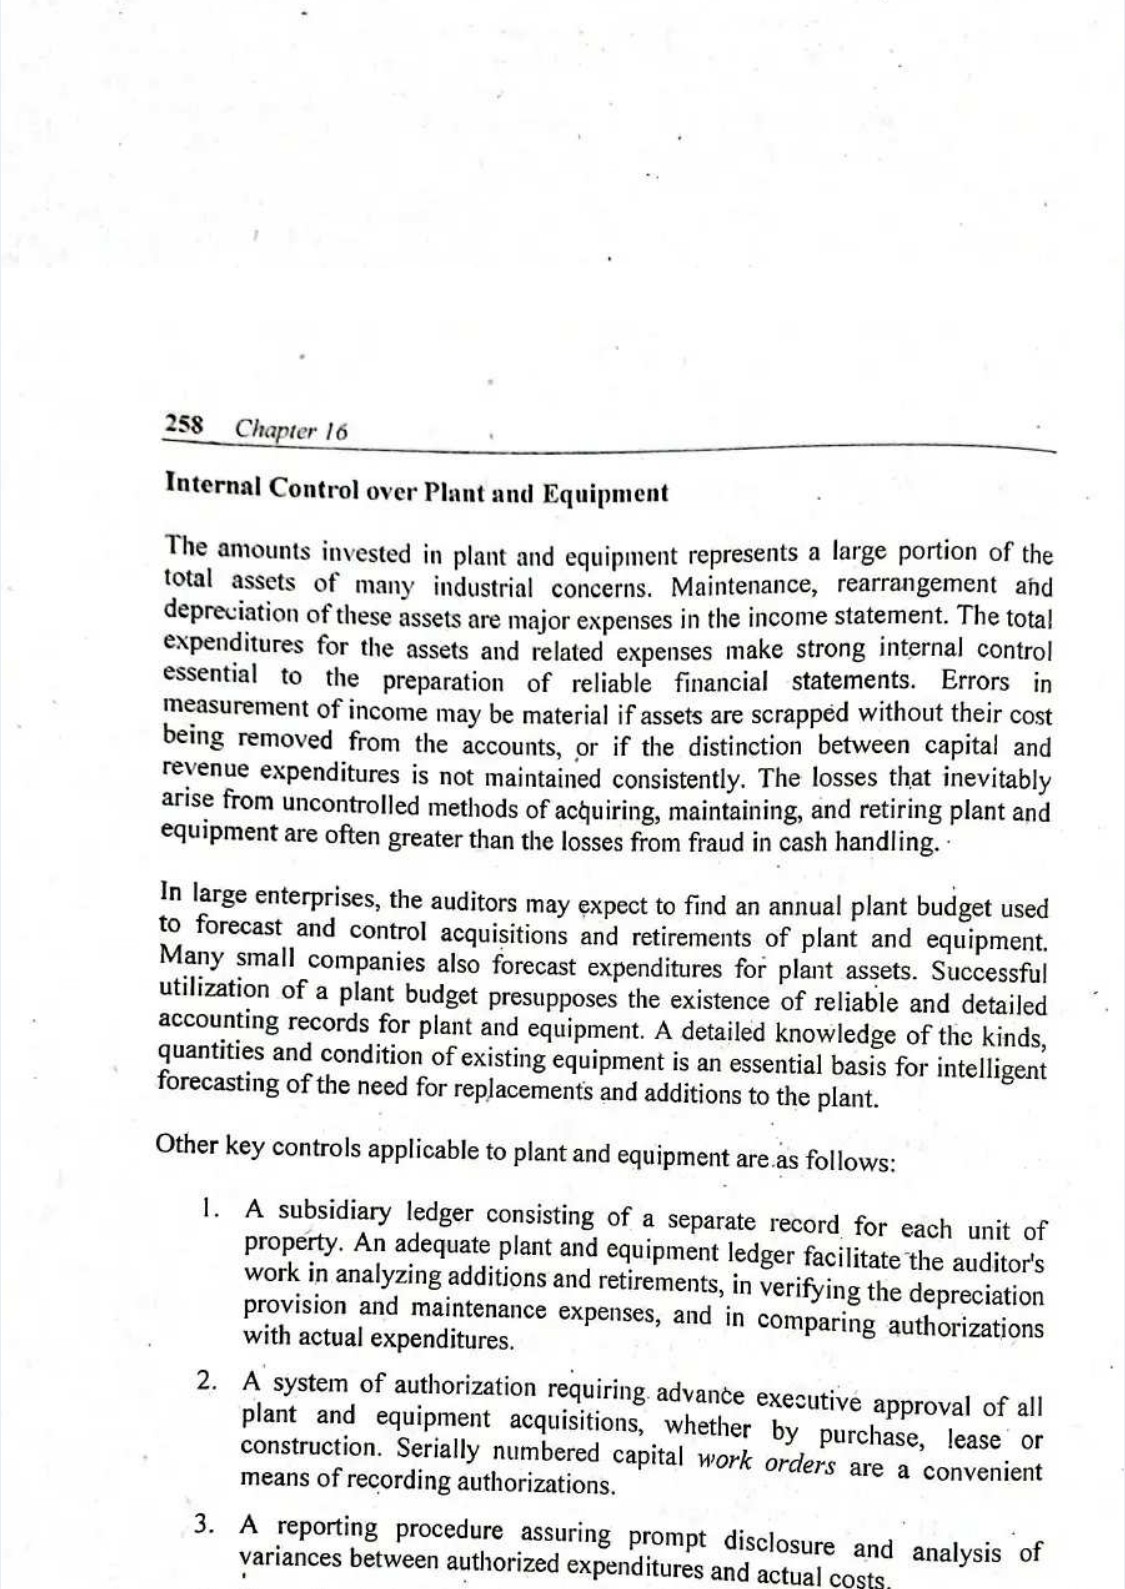 258 Chapter 16
Internal Control over Plant and Equipment
The amounts invested in plant and equipment represents a large portion of the
total assets of many industrial concerns. Maintenance, rearrangement and
depreciation of these assets are major expenses in the income statement. The total
expenditures for the assets and related expenses make strong internal control
essential to the preparation of reliable financial statements. Errors in
measurement of income may be material if assets are scrapped without their cost
being removed from the accounts, or if the distinction between capital and
revenue expenditures is not maintained consistently. The losses that inevitably
arise from uncontrolled methods of acquiring, maintaining, and retiring plant and
equipment are often greater than the losses from fraud in cash handling.
In large enterprises, the auditors may expect to find an annual plant budget used
to forecast and control acquisitions and retirements of plant and equipment.
Many small companies also forecast expenditures for plant assets. Successful
utilization of a plant budget presupposes the existence of reliable and detailed
accounting records for plant and equipment. A detailed knowledge of the kinds,
quantities and condition of existing equipment is an essential basis for intelligent
forecasting of the need for replacements and additions to the plant.
Other key controls applicable to plant and equipment are as follows:
1. A subsidiary ledger consisting of a separate record for each unit of
property. An adequate plant and equipment ledger facilitate the auditor's
work in analyzing additions and retirements, in verifying the depreciation
provision and maintenance expenses, and in comparing authorizations
with actual expenditures.
2. A system of authorization requiring advance executive approval of all
plant and equipment acquisitions, whether by purchase, lease or
construction. Serially numbered capital work orders are a convenient
means of recording authorizations.
3. A reporting procedure assuring prompt disclosure and analysis of
variances between authorized expenditures and actual costs.